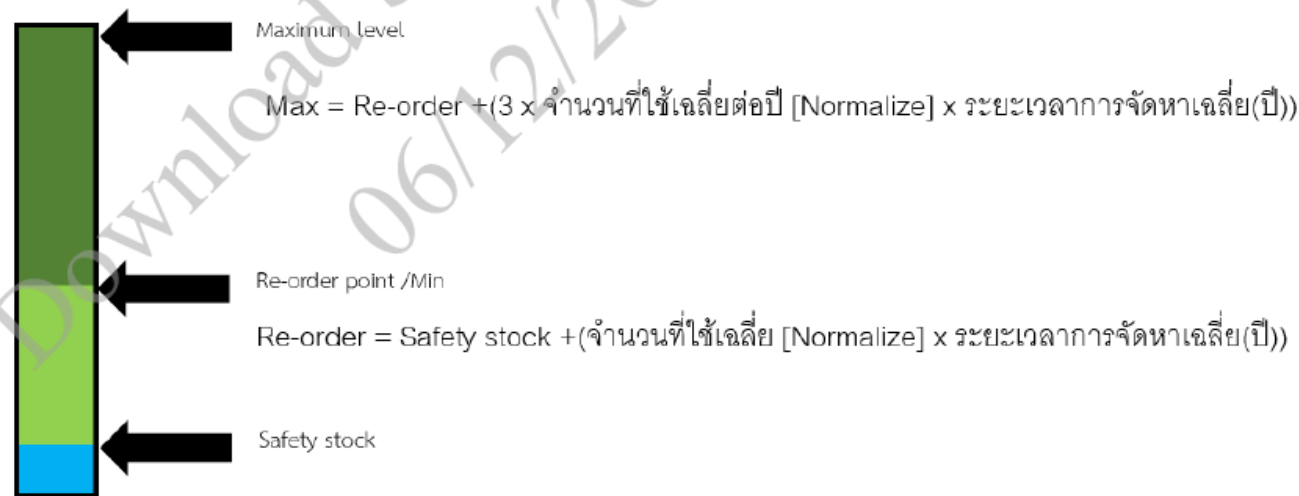 Maximum level
Max = Re-order +(3 x จำนวนที่ใช้เฉลี่ยต่อปี [Normalize] x ระยะเวลาการจัดหาเฉลี่ย(ปี))
Re-order point /Min
Re-order = Safety stock +(จำนวนที่ใช้เฉลี่ย [Normalize] x ระยะเวลาการจัดหาเฉลี่ย(ปี))
Safety stock
Download
06/12/2